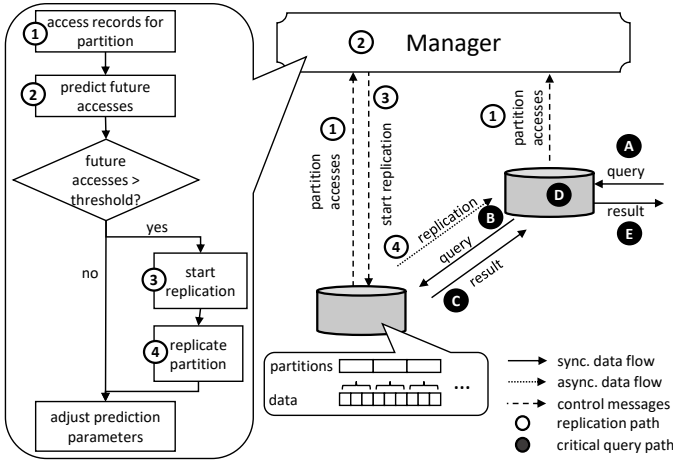 1
access records for
partition
2
predict future
accesses
future
accesses >
threshold?
yes
no
3
start
replication
4
replicate
partition
adjust prediction
parameters
2
Manager
1
partition
accesses
3
start replication
1
partition
accesses
A
query
D
result
E
4
replication
B
query
result
C
partitions
data
...
sync. data flow
async. data flow
control messages
replication path
critical query path